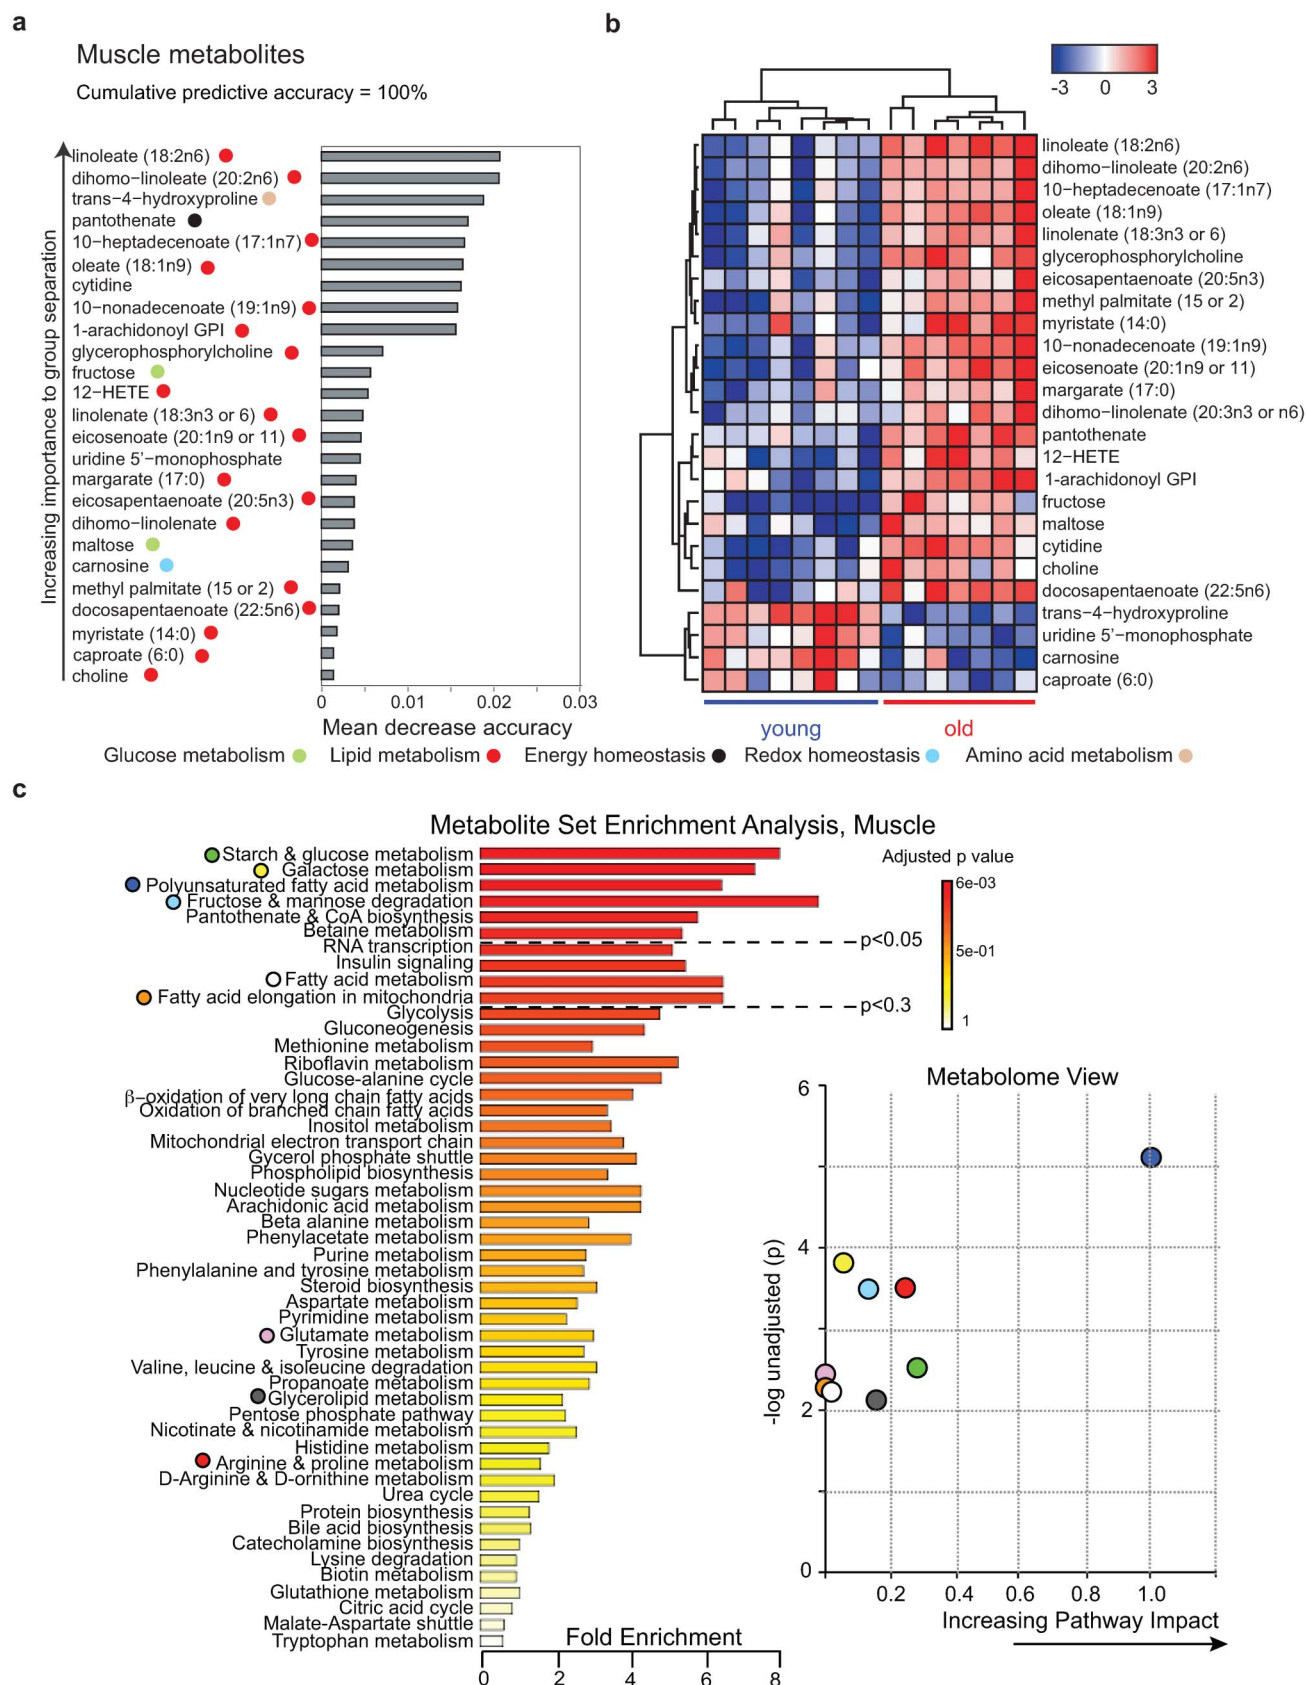 a
Muscle metabolites
Cumulative predictive accuracy = 100%
Increasing importance to group separation
linoleate (18:2n6)
dihomo−linoleate (20:2n6)
trans−4−hydroxyproline
pantothenate
10−heptadecenoate (17:1n7)
oleate (18:1n9)
cytidine
10−nonadecenoate (19:1n9)
1-arachidonoyl GPI
glycerophosphorylcholine
fructose
12−HETE
linolenate (18:3n3 or 6)
eicosenoate (20:1n9 or 11)
uridine 5’−monophosphate
margarate (17:0)
eicosapentaenoate (20:5n3)
dihomo−linolenate
maltose
carnosine
methyl palmitate (15 or 2)
docosapentaenoate (22:5n6)
myristate (14:0)
caproate (6:0)
choline
0 0.01 0.02 0.03
Mean decrease accuracy
b
-3 0 3
linoleate (18:2n6)
dihomo−linoleate (20:2n6)
10−heptadecenoate (17:1n7)
oleate (18:1n9)
linolenate (18:3n3 or 6)
glycerophosphorylcholine
eicosapentaenoate (20:5n3)
methyl palmitate (15 or 2)
myristate (14:0)
10−nonadecenoate (19:1n9)
eicosenoate (20:1n9 or 11)
margarate (17:0)
dihomo−linolenate (20:3n3 or n6)
pantothenate
12−HETE
1-arachidonoyl GPI
fructose
maltose
cytidine
choline
docosapentaenoate (22:5n6)
trans−4−hydroxyproline
uridine 5’−monophosphate
carnosine
caproate (6:0)
young old
Glucose metabolism Lipid metabolism Energy homeostasis Redox homeostasis Amino acid metabolism
c
Metabolite Set Enrichment Analysis, Muscle
Starch & glucose metabolism
Galactose metabolism
Polyunsaturated fatty acid metabolism
Fructose & mannose degradation
Pantothenate & CoA biosynthesis
Betaine metabolism
p<0.05
RNA transcription
Insulin signaling
Fatty acid metabolism
Fatty acid elongation in mitochondria
p<0.3
Glycolysis
Gluconeogenesis
Methionine metabolism
Riboflavin metabolism
Glucose-alanine cycle
β−oxidation of very long chain fatty acids
Oxidation of branched chain fatty acids
Inositol metabolism
Mitochondrial electron transport chain
Gycerol phosphate shuttle
Phospholipid biosynthesis
Nucleotide sugars metabolism
Arachidonic acid metabolism
Beta alanine metabolism
Phenylacetate metabolism
Purine metabolism
Phenylalanine and tyrosine metabolism
Steroid biosynthesis
Aspartate metabolism
Pyrimidine metabolism
Glutamate metabolism
Tyrosine metabolism
Valine, leucine & isoleucine degradation
Propanoate metabolism
Glycerolipid metabolism
Pentose phosphate pathway
Nicotinate & nicotinamide metabolism
Histidine metabolism
Arginine & proline metabolism
D-Arginine & D-ornithine metabolism
Urea cycle
Protein biosynthesis
Bile acid biosynthesis
Catecholamine biosynthesis
Lysine degradation
Biotin metabolism
Glutathione metabolism
Citric acid cycle
Malate-Aspartate shuttle
Tryptophan metabolism
Fold Enrichment
0 2 4 6 8
Adjusted p value
6e-03
5e-01
1
Metabolome View
-log unadjusted (p)
6
4
2
0
0.2 0.4 0.6 0.8 1.0
Increasing Pathway Impact